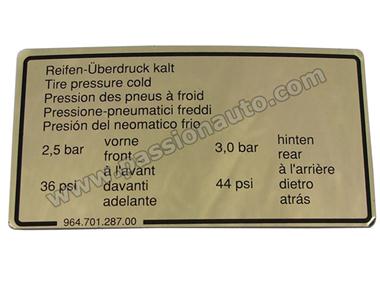 Reifen-Überdruck kalt
Tire pressure cold
Pression des pneus à froid
Pressione-pneumatici freddi
Presión del neomatico frio
2,5 bar vorne 3,0 bar hinten
front rear
à l'avant à l'arrière
36 psi davanti 44 psi dietro
adelante atrás
964.701.287.00
www.passionauto.com